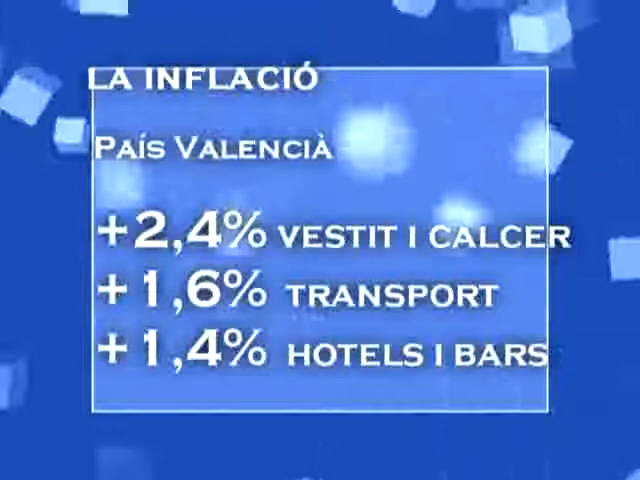 LA INFLACIÓ
PAÍS VALENCIÀ
+2,4% VESTIT I CALCER
+1,6% TRANSPORT
+1,4% HOTELS I BARS